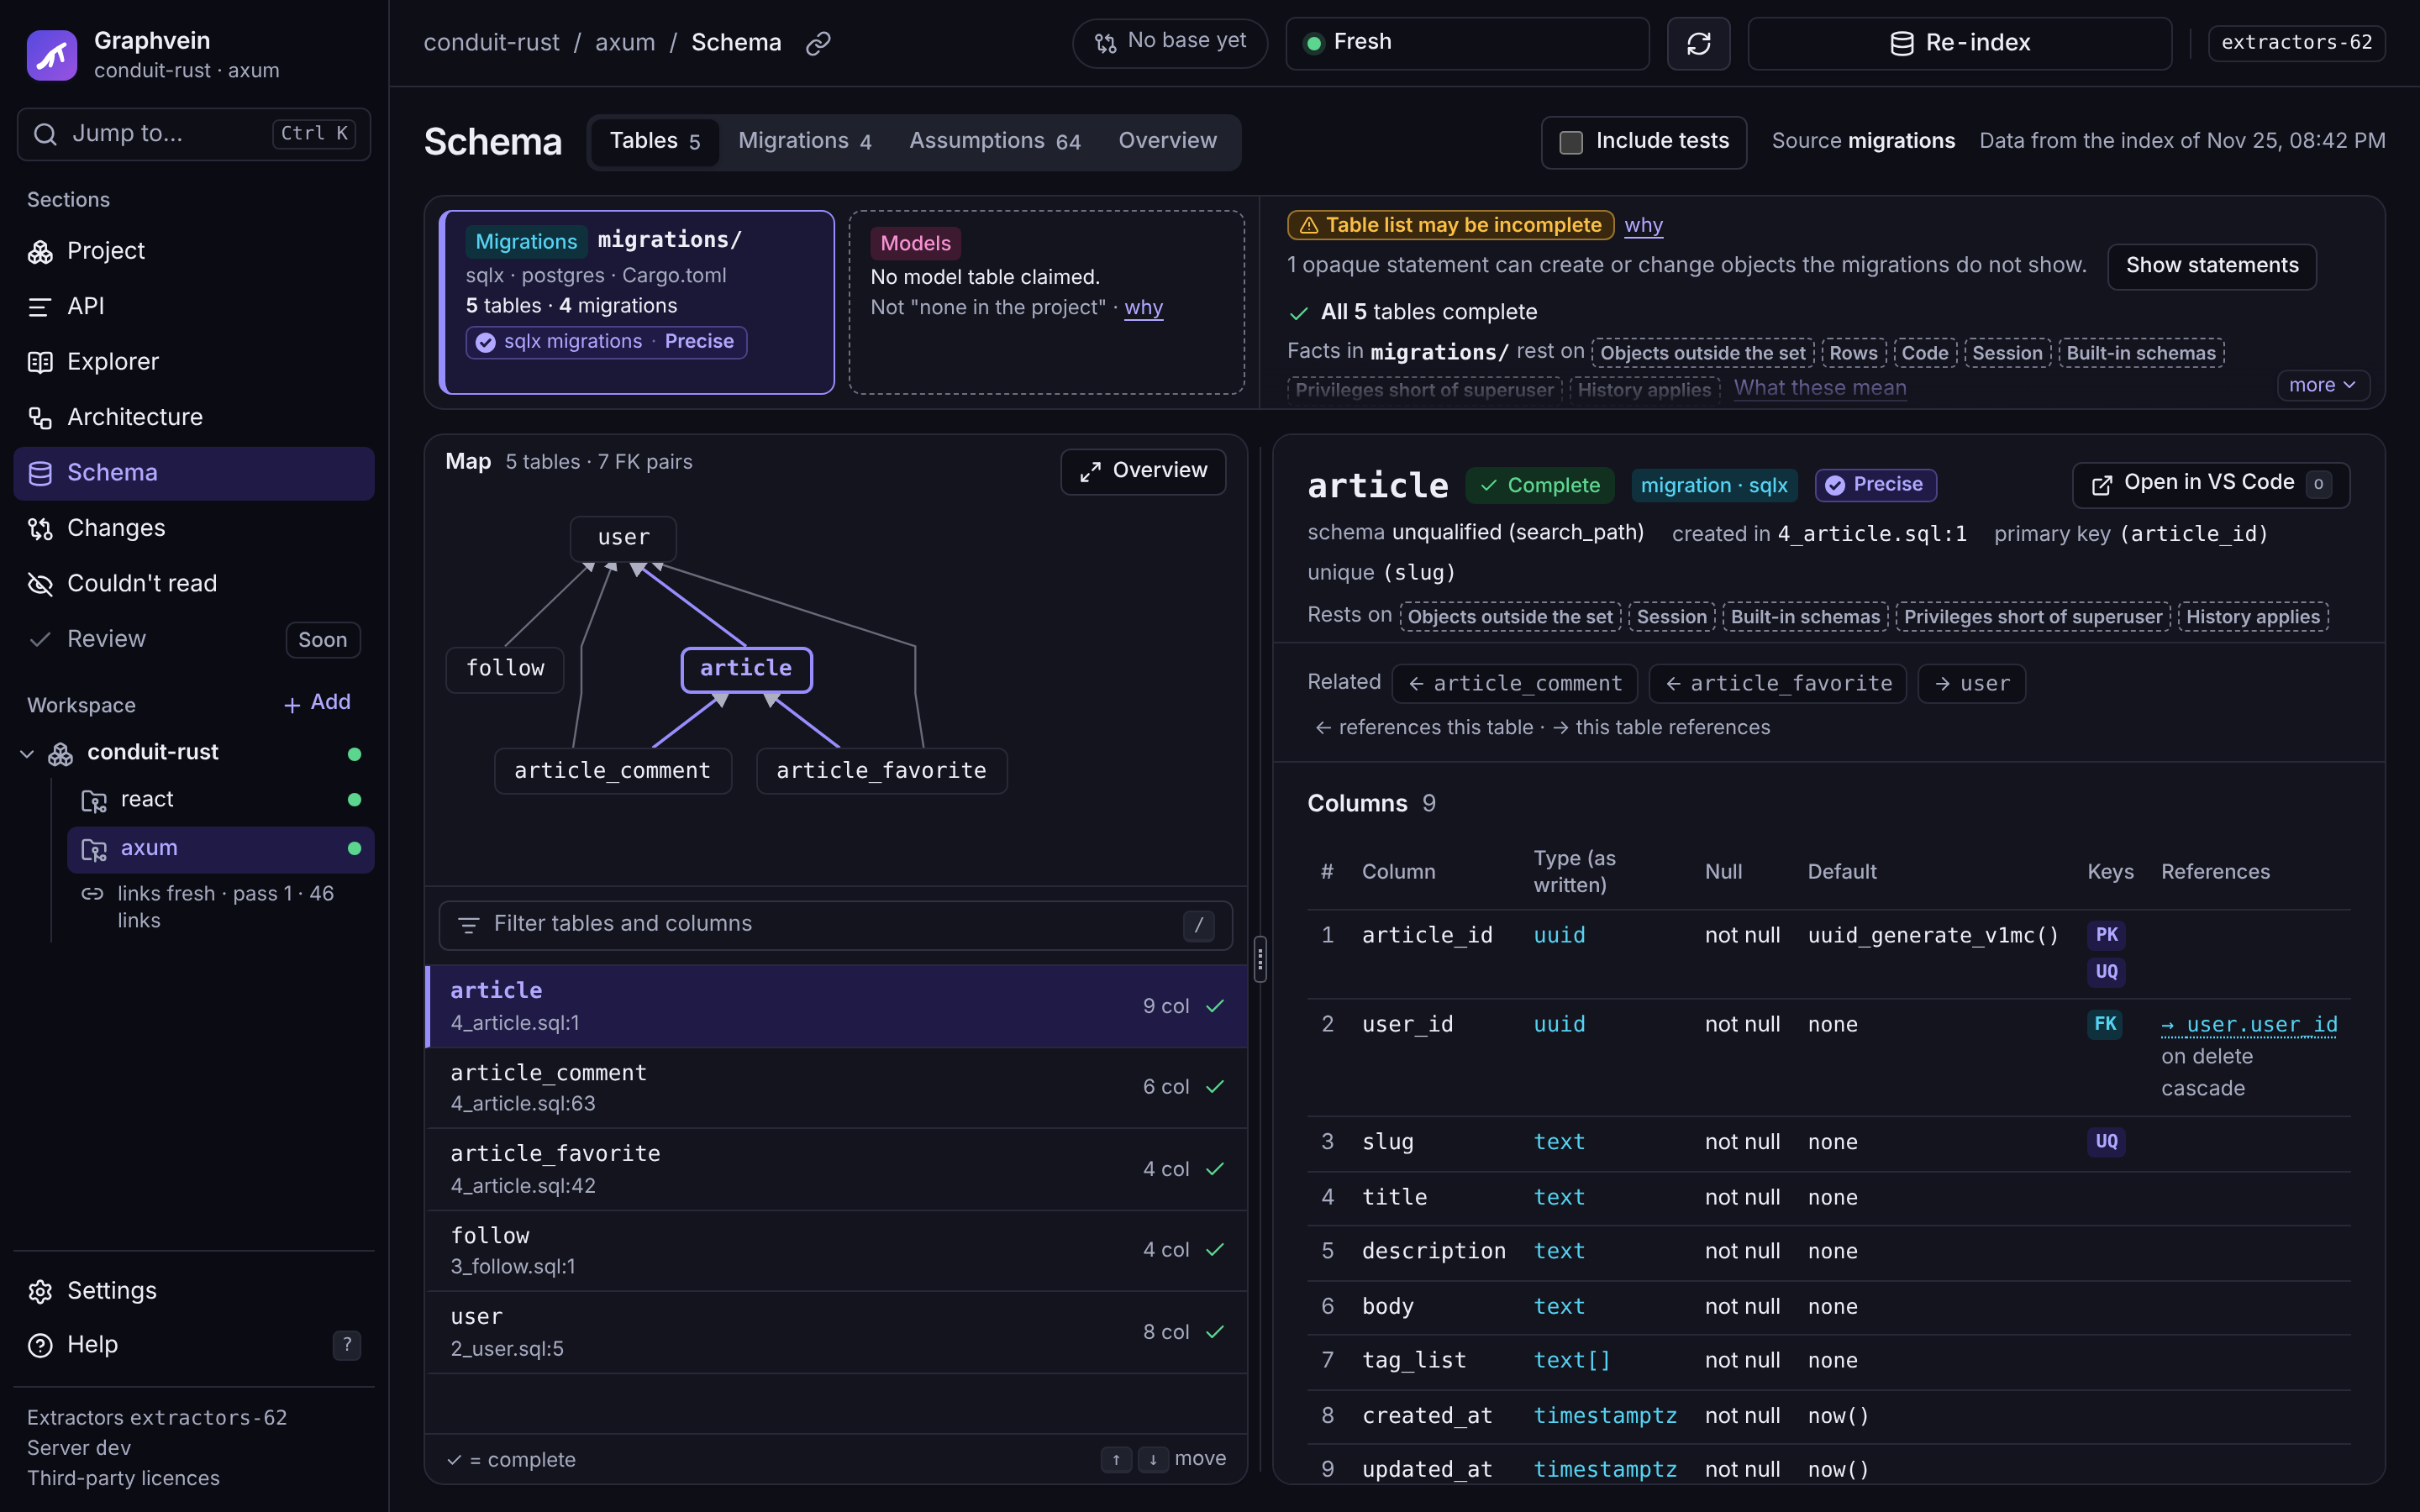 Graphvein
conduit-rust · axum
Jump to... Ctrl K
Sections
Project
API
Explorer
Architecture
Schema
Changes
Couldn't read
Review Soon
Workspace + Add
conduit-rust
react
axum
links fresh · pass 1 · 46
links
Settings
Help ?
Extractors extractors-62
Server dev
Third-party licences
conduit-rust / axum / Schema
No base yet
Fresh
Re-index
extractors-62
Schema
Tables 5 Migrations 4 Assumptions 64 Overview
Include tests
Source migrations
Data from the index of Nov 25, 08:42 PM
Migrations migrations/
sqlx · postgres · Cargo.toml
5 tables · 4 migrations
sqlx migrations · Precise
Models
No model table claimed.
Not "none in the project" · why
Table list may be incomplete why
1 opaque statement can create or change objects the migrations do not show. Show statements
All 5 tables complete
Facts in migrations/ rest on Objects outside the set Rows Code Session Built-in schemas
Privileges short of superuser History applies What these mean
more
Map 5 tables · 7 FK pairs
Overview
user
follow
article
article_comment
article_favorite
Filter tables and columns /
article
4_article.sql:1
9 col ✓
article_comment
4_article.sql:63
6 col ✓
article_favorite
4_article.sql:42
4 col ✓
follow
3_follow.sql:1
4 col ✓
user
2_user.sql:5
8 col ✓
✓ = complete
↑ ↓ move
article ✓ Complete migration · sqlx Precise
Open in VS Code O
schema unqualified (search_path) created in 4_article.sql:1 primary key (article_id)
unique (slug)
Rests on Objects outside the set Session Built-in schemas Privileges short of superuser History applies
Related ← article_comment ← article_favorite → user
← references this table · → this table references
Columns 9
# Column Type (as written) Null Default Keys References
1 article_id uuid not null uuid_generate_v1mc() PK
UQ
2 user_id uuid not null none FK → user.user_id
on delete
cascade
3 slug text not null none UQ
4 title text not null none
5 description text not null none
6 body text not null none
7 tag_list text[] not null none
8 created_at timestamptz not null now()
9 updated_at timestamptz not null now()